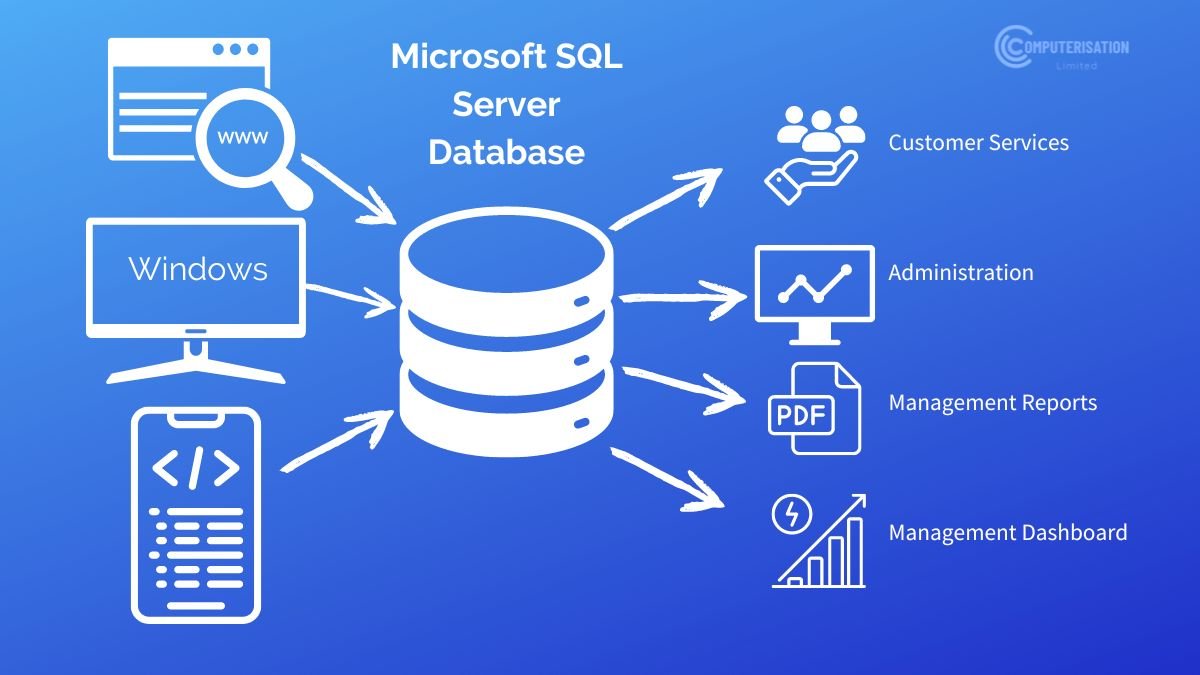 Microsoft SQL
Server
Database
COMPUTERISATION
Limited
www
Windows
</>
Customer Services
Administration
PDF
Management Reports
Management Dashboard